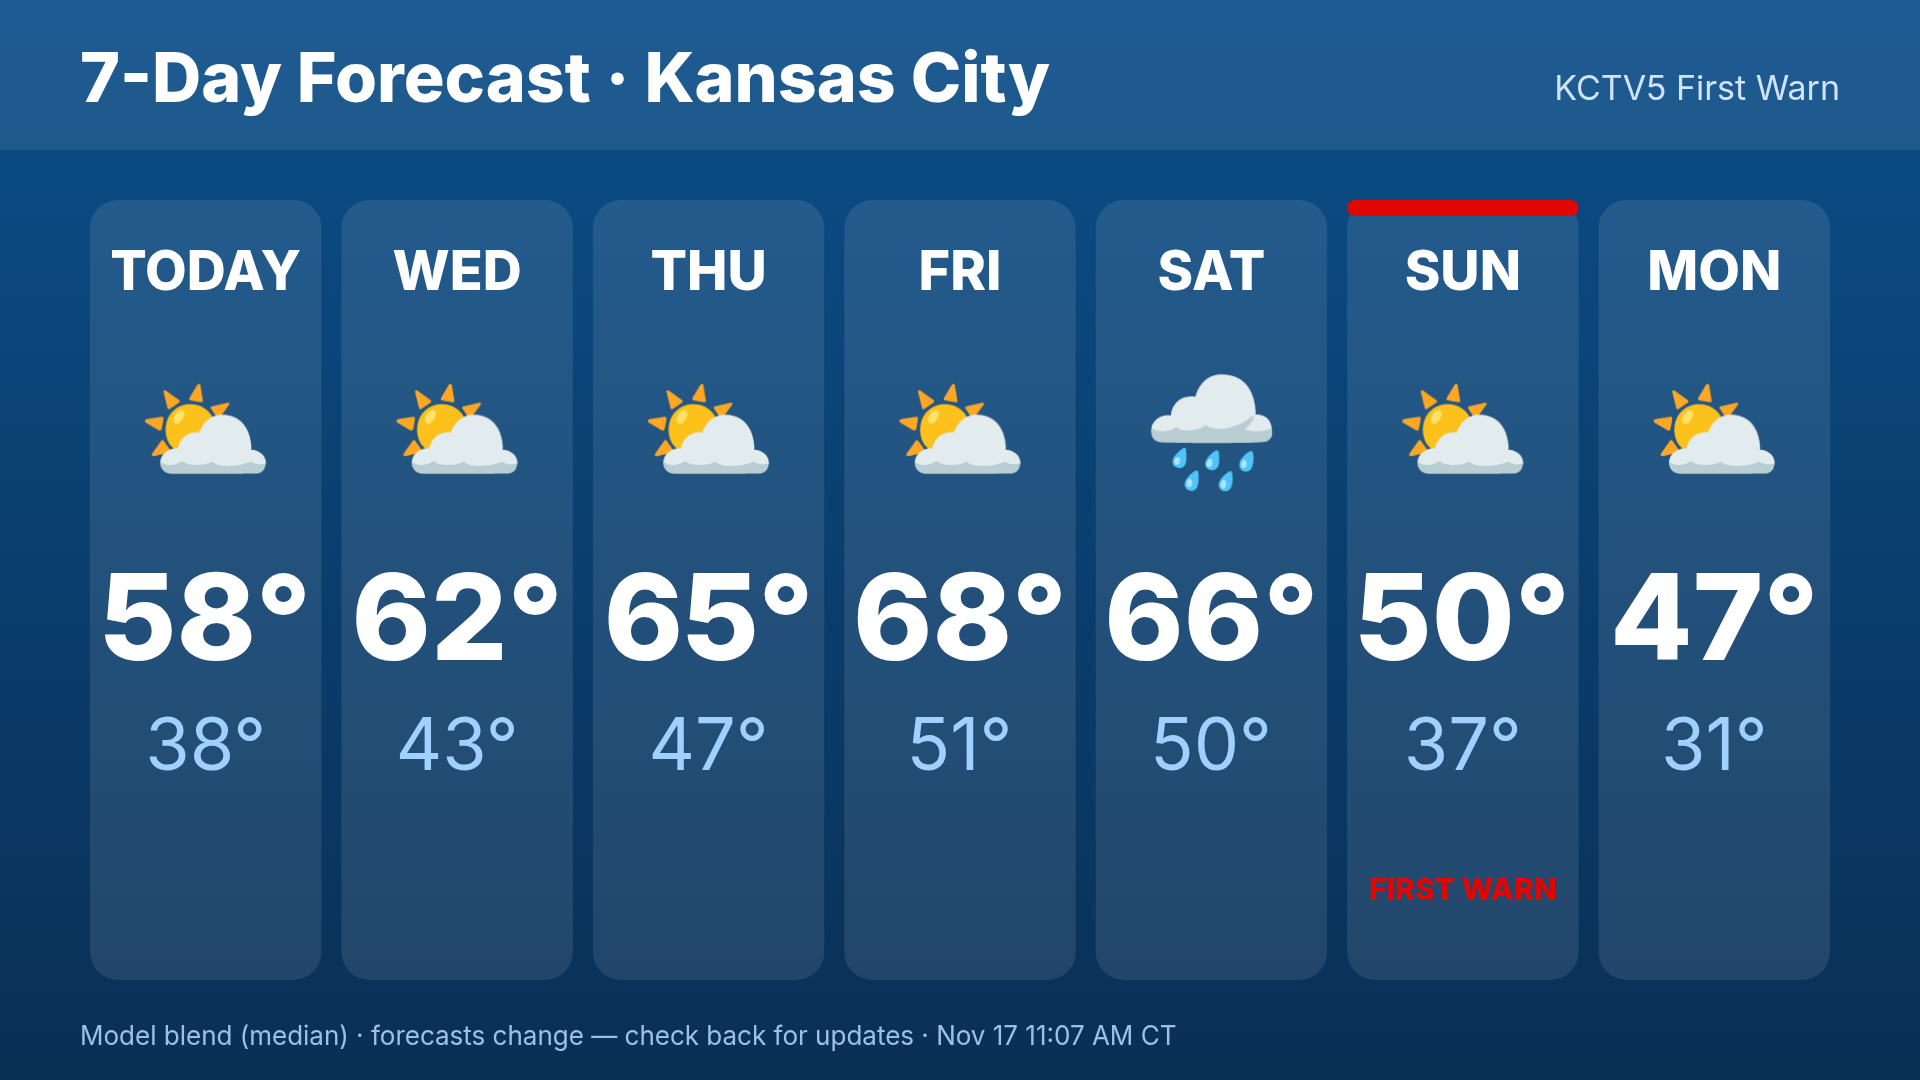 7-Day Forecast · Kansas City
KCTV5 First Warn
TODAY WED THU FRI SAT SUN MON
58° 62° 65° 68° 66° 50° 47°
38° 43° 47° 51° 50° 37° 31°
FIRST WARN
Model blend (median) · forecasts change — check back for updates · Nov 17 11:07 AM CT